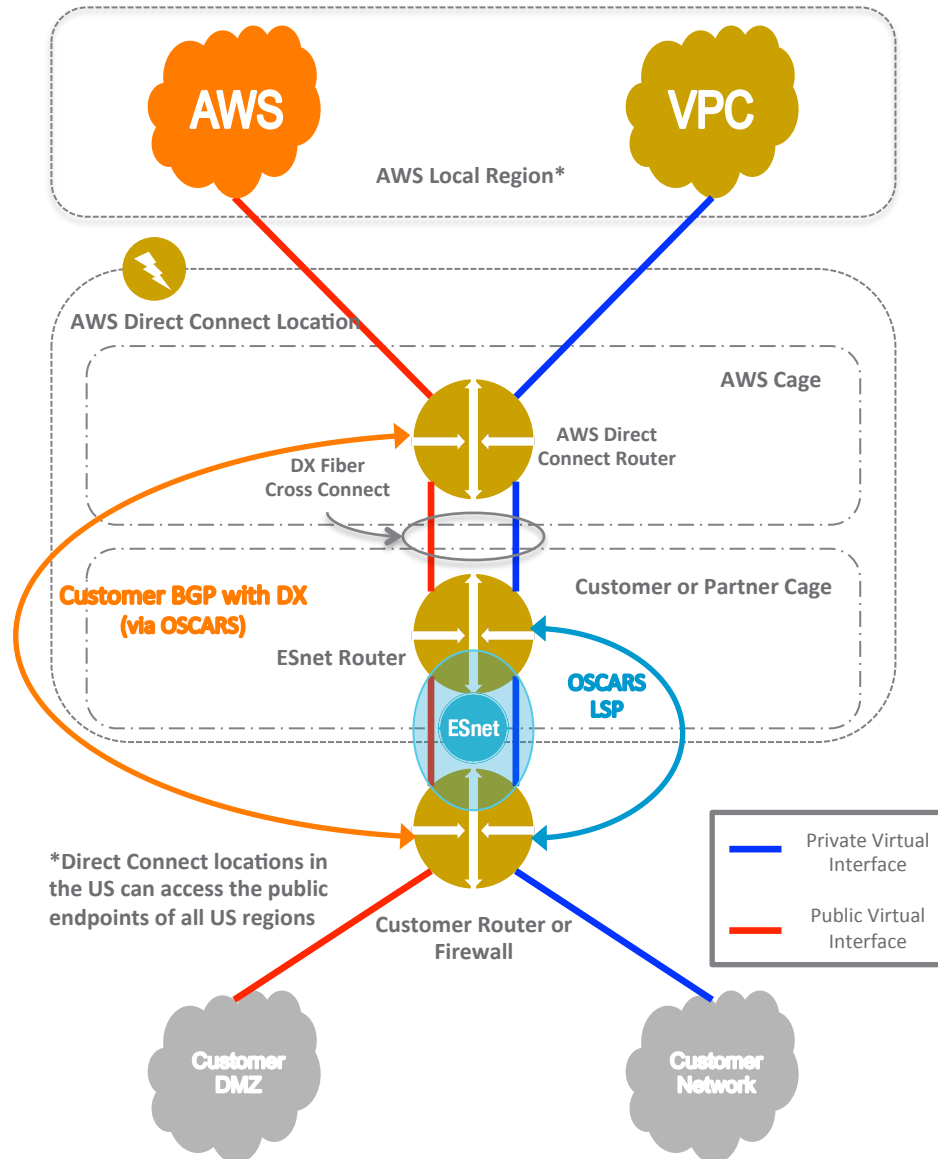 AWS
VPC
AWS Local Region*
AWS Direct Connect Location
AWS Cage
AWS Direct
Connect Router
DX Fiber
Cross Connect
Customer or Partner Cage
Customer BGP with DX
(via OSCARS)
ESnet Router
OSCARS
LSP
ESnet
*Direct Connect locations in
the US can access the public
endpoints of all US regions
Customer Router or
Firewall
Private Virtual
Interface
Public Virtual
Interface
Customer
DMZ
Customer
Network